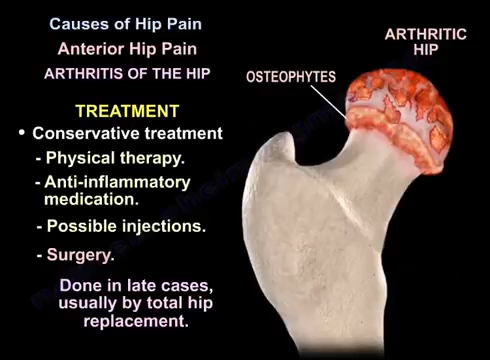 Causes of Hip Pain
Anterior Hip Pain
ARTHRITIS OF THE HIP
TREATMENT
• Conservative treatment
- Physical therapy.
- Anti-inflammatory
medication.
- Possible injections.
- Surgery.
Done in late cases,
usually by total hip
replacement.
ARTHRITIC
HIP
OSTEOPHYTES